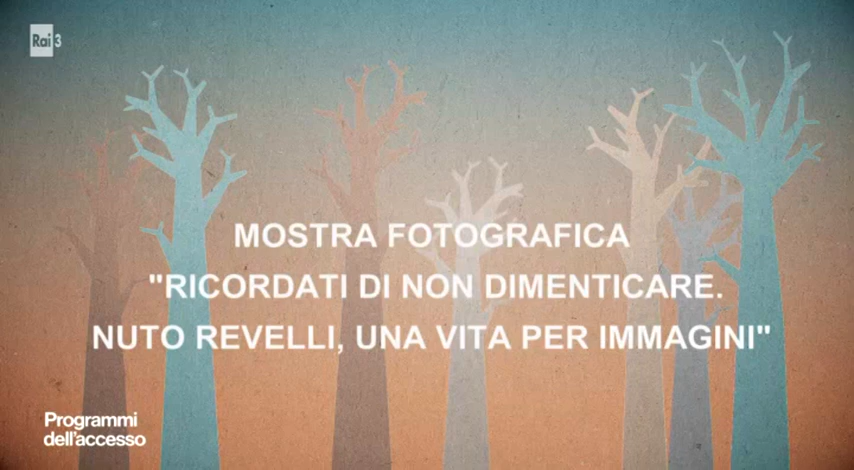 Rai 3
MOSTRA FOTOGRAFICA
"RICORDATI DI NON DIMENTICARE.
NUTO REVELLI, UNA VITA PER IMMAGINI"
Programmi
dell'accesso